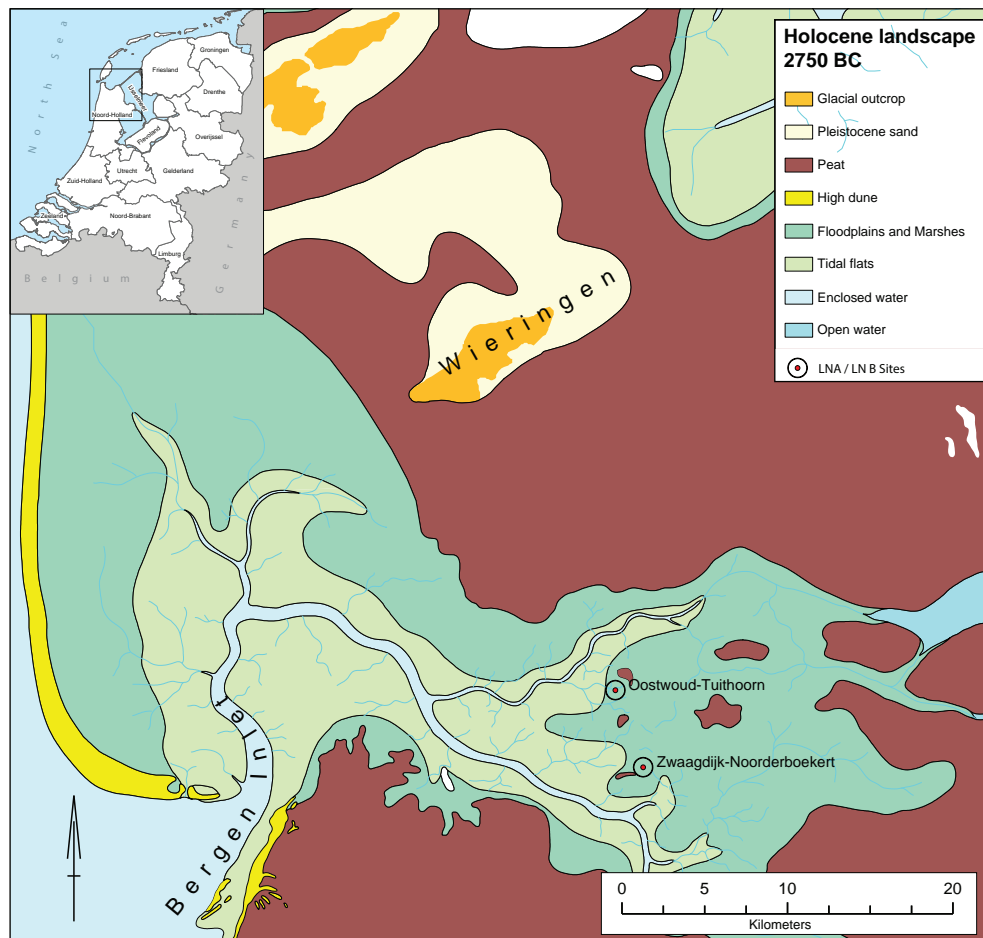 North Sea
Groningen
Friesland
Drenthe
IJsselmeer
Noord-Holland
Flevoland
Overijssel
Utrecht
Gelderland
Zuid-Holland
Zeeland
Noord-Brabant
Limburg
Belgium
Germany
Holocene landscape
2750 BC
Glacial outcrop
Pleistocene sand
Peat
High dune
Floodplains and Marshes
Tidal flats
Enclosed water
Open water
LNA / LN B Sites
Wieringen
Oostwoud-Tuithoorn
Zwaagdijk-Noorderboekert
Bergen Inlet
0 5 10 20
Kilometers